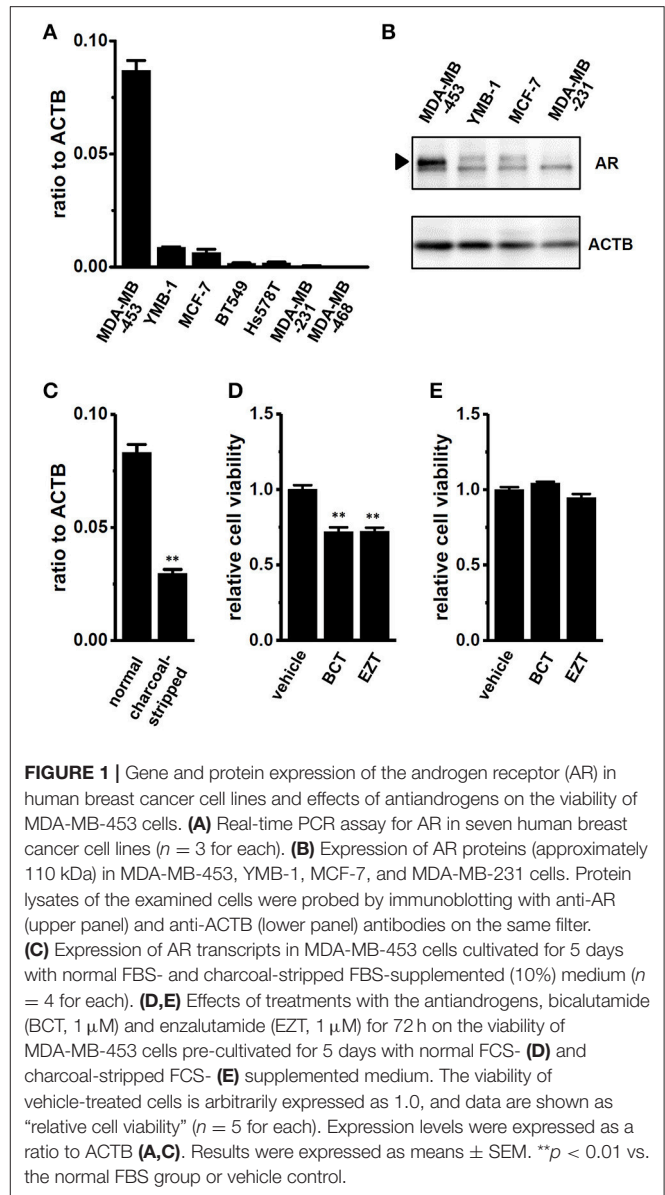 A
B
0.10
0.05
0.00
ratio to ACTB
MDA-MB
-453
YMB-1
MCF-7
BT549
Hs578T
MDA-MB
-231
MDA-MB
-468
MDA-MB
-453
YMB-1
MCF-7
MDA-MB
-231
AR
ACTB
C
D
E
0.10
0.05
0.00
ratio to ACTB
**
normal
charcoal-
stripped
1.5
1.0
0.5
0.0
relative cell viability
** **
vehicle
BCT
EZT
1.5
1.0
0.5
0.0
relative cell viability
vehicle
BCT
EZT
FIGURE 1 | Gene and protein expression of the androgen receptor (AR) in
human breast cancer cell lines and effects of antiandrogens on the viability of
MDA-MB-453 cells. (A) Real-time PCR assay for AR in seven human breast
cancer cell lines (n = 3 for each). (B) Expression of AR proteins (approximately
110 kDa) in MDA-MB-453, YMB-1, MCF-7, and MDA-MB-231 cells. Protein
lysates of the examined cells were probed by immunoblotting with anti-AR
(upper panel) and anti-ACTB (lower panel) antibodies on the same filter.
(C) Expression of AR transcripts in MDA-MB-453 cells cultivated for 5 days
with normal FBS- and charcoal-stripped FBS-supplemented (10%) medium (n
= 4 for each). (D,E) Effects of treatments with the antiandrogens, bicalutamide
(BCT, 1 μM) and enzalutamide (EZT, 1 μM) for 72 h on the viability of
MDA-MB-453 cells pre-cultivated for 5 days with normal FCS- (D) and
charcoal-stripped FCS- (E) supplemented medium. The viability of
vehicle-treated cells is arbitrarily expressed as 1.0, and data are shown as
“relative cell viability” (n = 5 for each). Expression levels were expressed as a
ratio to ACTB (A,C). Results were expressed as means ± SEM. **p < 0.01 vs.
the normal FBS group or vehicle control.